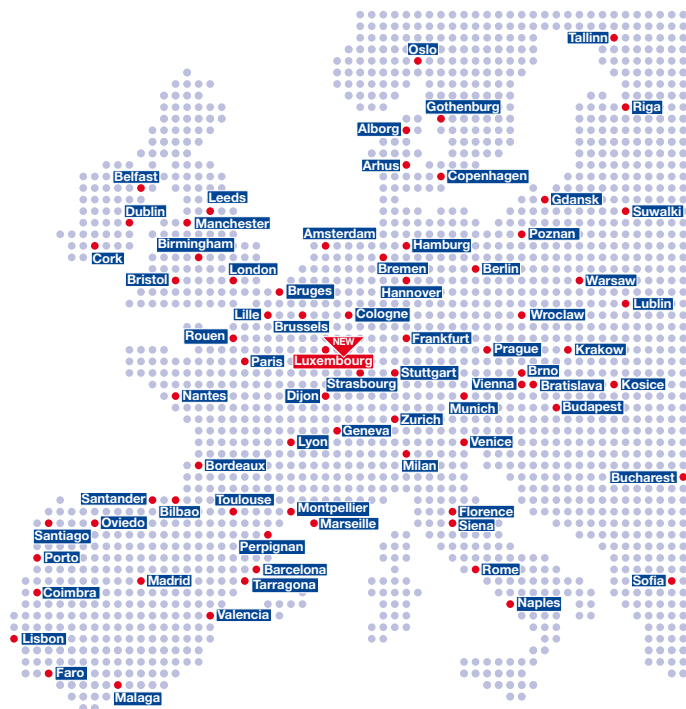 Tallinn
Oslo
Gothenburg
Riga
Alborg
Arhus
Belfast
Copenhagen
Leeds
Gdansk
Dublin
Suwalki
Manchester
Amsterdam
Poznan
Birmingham
Hamburg
Cork
Bremen
London
Berlin
Bristol
Warsaw
Bruges
Hannover
Lublin
Lille
Cologne
Wroclaw
Brussels
Rouen
NEW
Frankfurt
Prague
Krakow
Paris
Luxembourg
Stuttgart
Brno
Strasbourg
Vienna
Bratislava
Kosice
Nantes
Dijon
Munich
Budapest
Zurich
Geneva
Lyon
Venice
Bordeaux
Milan
Bucharest
Santander
Toulouse
Bilbao
Montpellier
Florence
Oviedo
Marseille
Siena
Santiago
Perpignan
Porto
Barcelona
Rome
Madrid
Tarragona
Sofia
Coimbra
Naples
Valencia
Lisbon
Faro
Malaga